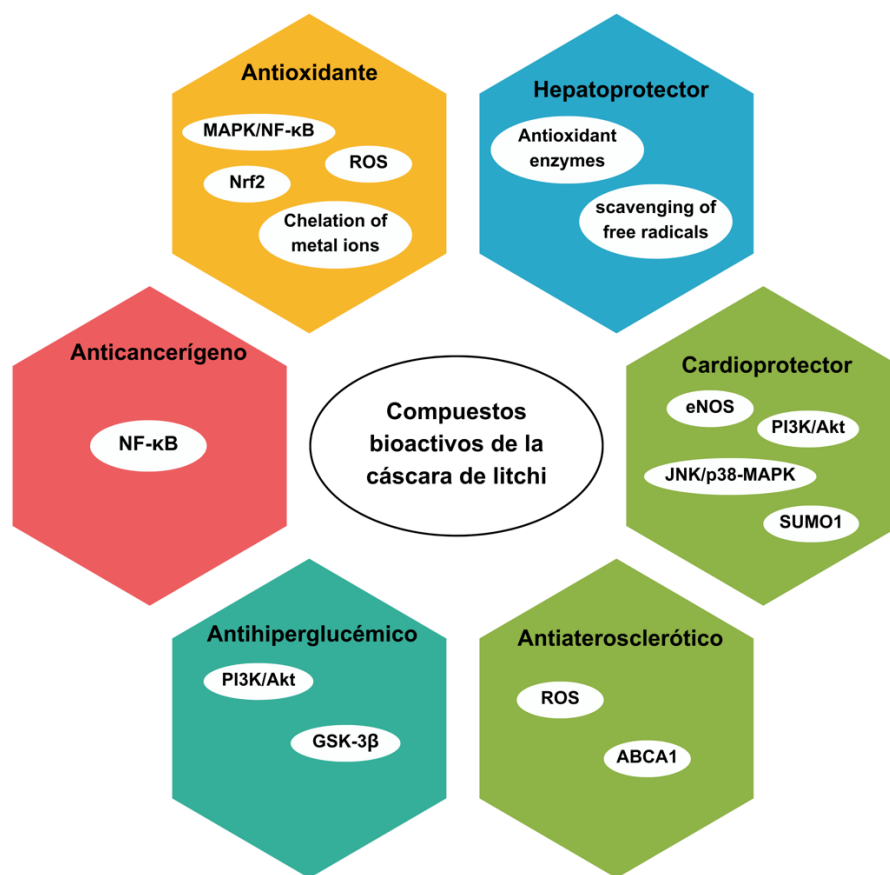 Antioxidante
MAPK/NF-κB
ROS
Nrf2
Chelation of
metal ions
Hepatoprotector
Antioxidant
enzymes
scavenging of
free radicals
Anticancerígeno
NF-κB
Compuestos
bioactivos de la
cáscara de litchi
Cardioprotector
eNOS
PI3K/Akt
JNK/p38-MAPK
SUMO1
Antihiperglucémico
PI3K/Akt
GSK-3β
Antiaterosclerótico
ROS
ABCA1